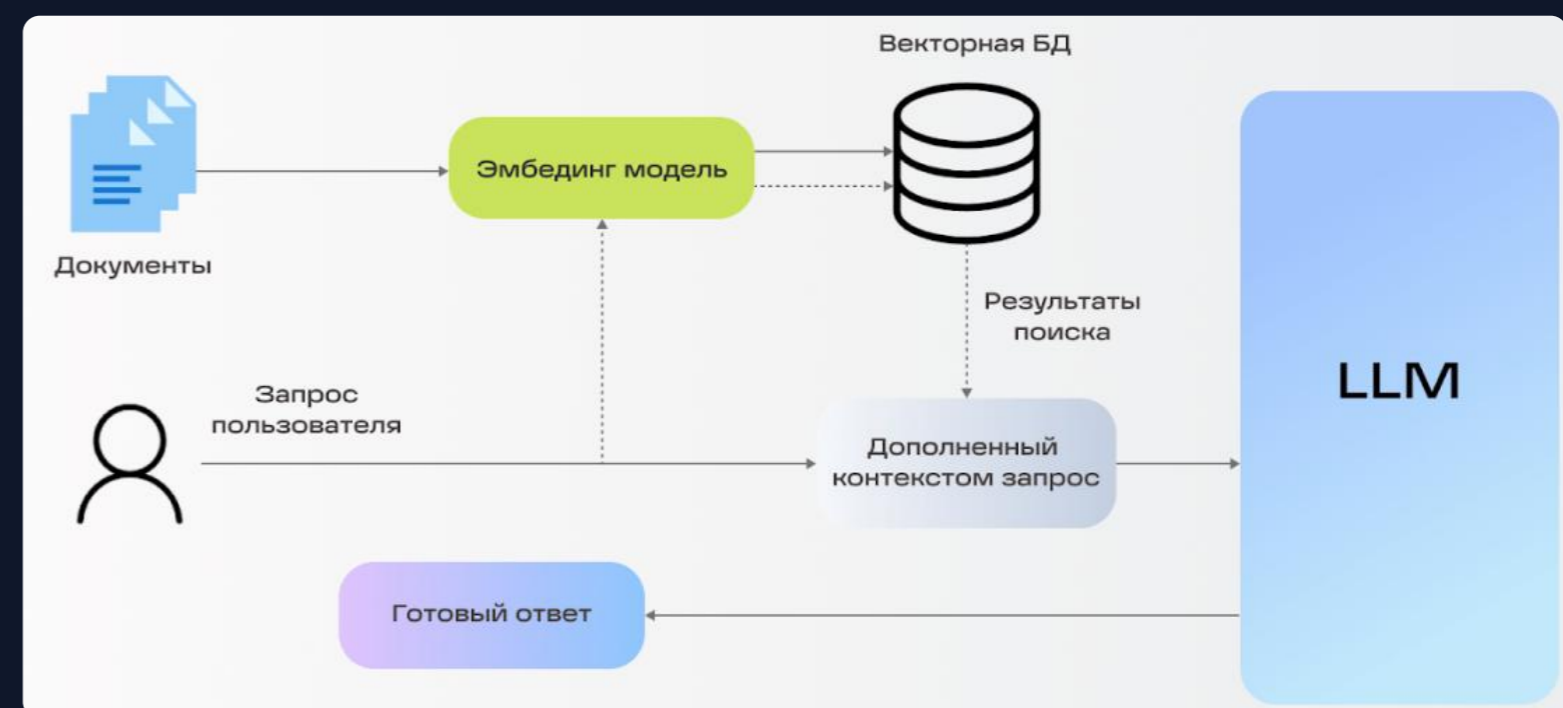 Векторная БД
Эмбединг модель
Документы
Результаты
поиска
LLM
Запрос
пользователя
Дополненный
контекстом запрос
Готовый ответ